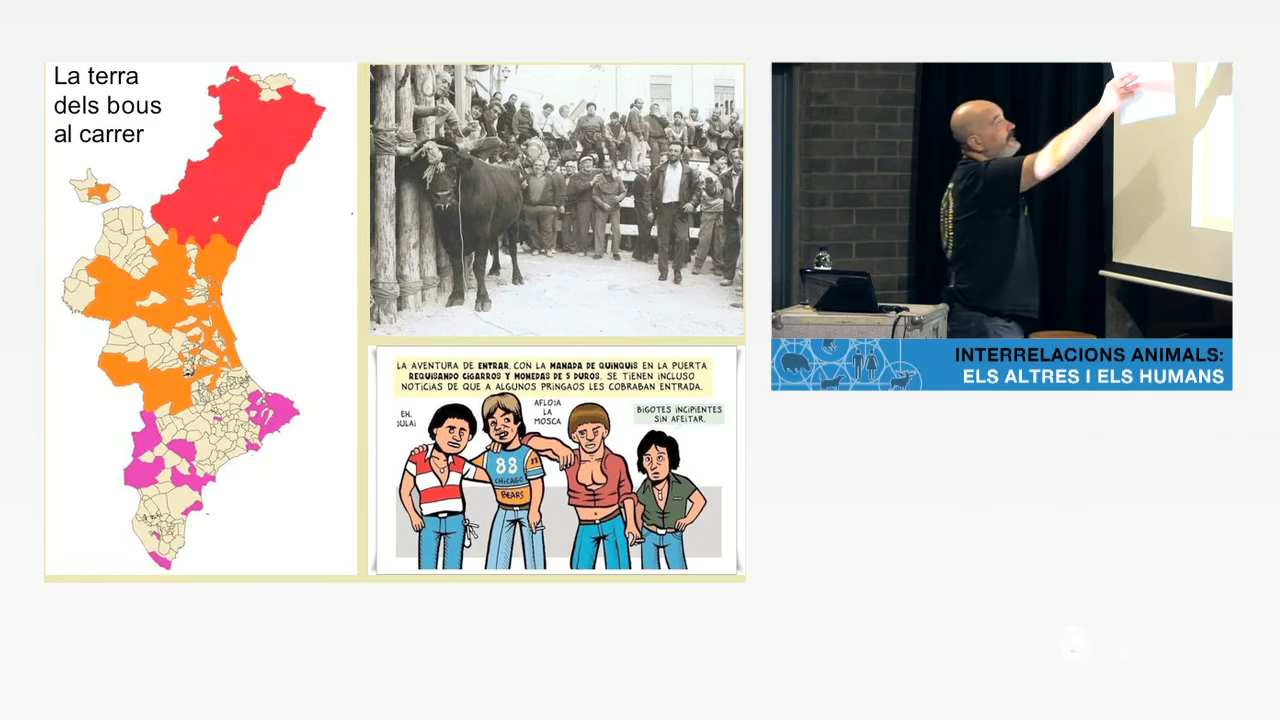 La terra
dels bous
al carrer
LA AVENTURA DE ENTRAR. CON LA MANADA DE QUINQUIS EN LA PUERTA
REQUISANDO CIGARROS Y MONEDAS DE 5 DUROS. SE TIENEN INCLUSO
NOTICIAS DE QUE A ALGUNOS PRINGAOS LES COBRABAN ENTRADA.
EH,
JULAI
AFLOJA
LA
MOSCA
BIGOTES INCIPIENTES
SIN AFEITAR.
88
CHICAGO
BEARS
INTERRELACIONS ANIMALS:
ELS ALTRES I ELS HUMANS